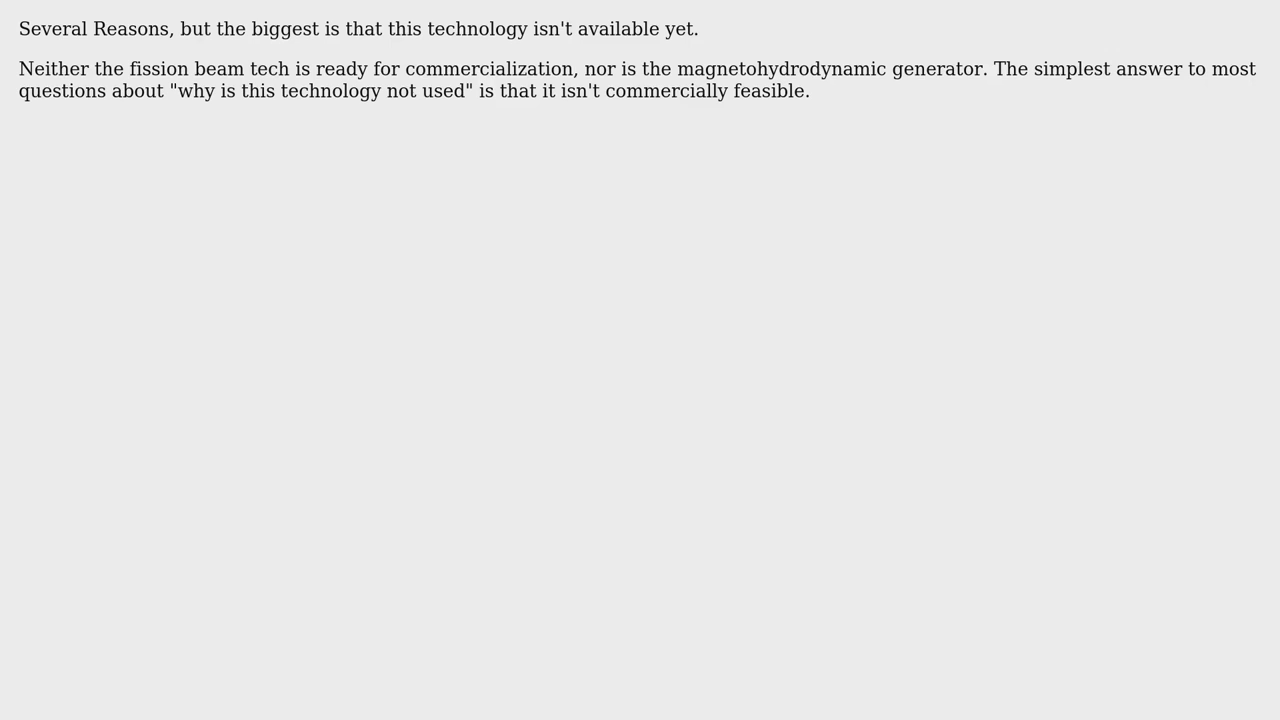 Several Reasons, but the biggest is that this technology isn't available yet.
Neither the fission beam tech is ready for commercialization, nor is the magnetohydrodynamic generator. The simplest answer to most
questions about "why is this technology not used" is that it isn't commercially feasible.